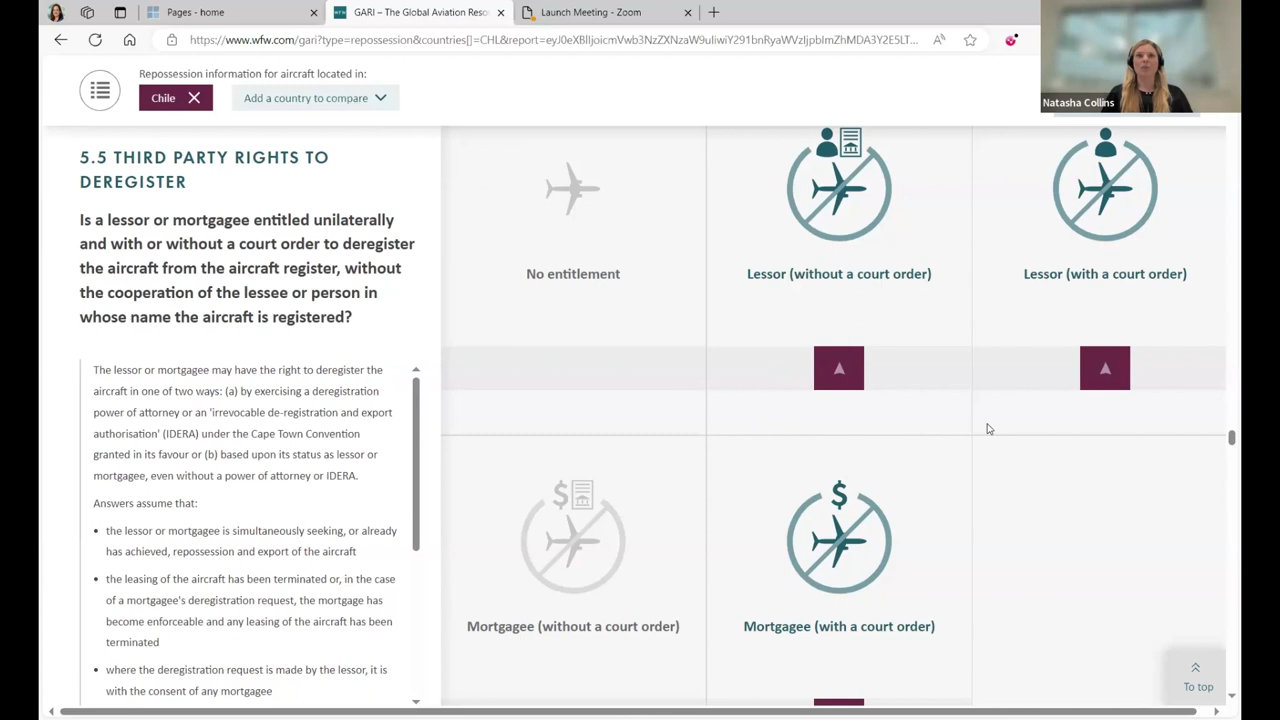 Pages - home
GARI – The Global Aviation Reso
Launch Meeting - Zoom
Repossession information for aircraft located in:
Chile
Add a country to compare
Natasha Collins
5.5 THIRD PARTY RIGHTS TO
DEREGISTER
Is a lessor or mortgagee entitled unilaterally
and with or without a court order to deregister
the aircraft from the aircraft register, without
the cooperation of the lessee or person in
whose name the aircraft is registered?
The lessor or mortgagee may have the right to deregister the
aircraft in one of two ways: (a) by exercising a deregistration
power of attorney or an 'irrevocable de-registration and export
authorisation' (IDERA) under the Cape Town Convention
granted in its favour or (b) based upon its status as lessor or
mortgagee, even without a power of attorney or IDERA.
Answers assume that:
• the lessor or mortgagee is simultaneously seeking, or already
has achieved, repossession and export of the aircraft
• the leasing of the aircraft has been terminated or, in the case
of a mortgagee's deregistration request, the mortgage has
become enforceable and any leasing of the aircraft has been
terminated
• where the deregistration request is made by the lessor, it is
with the consent of any mortgagee
No entitlement
Lessor (without a court order)
Lessor (with a court order)
Mortgagee (without a court order)
Mortgagee (with a court order)
To top